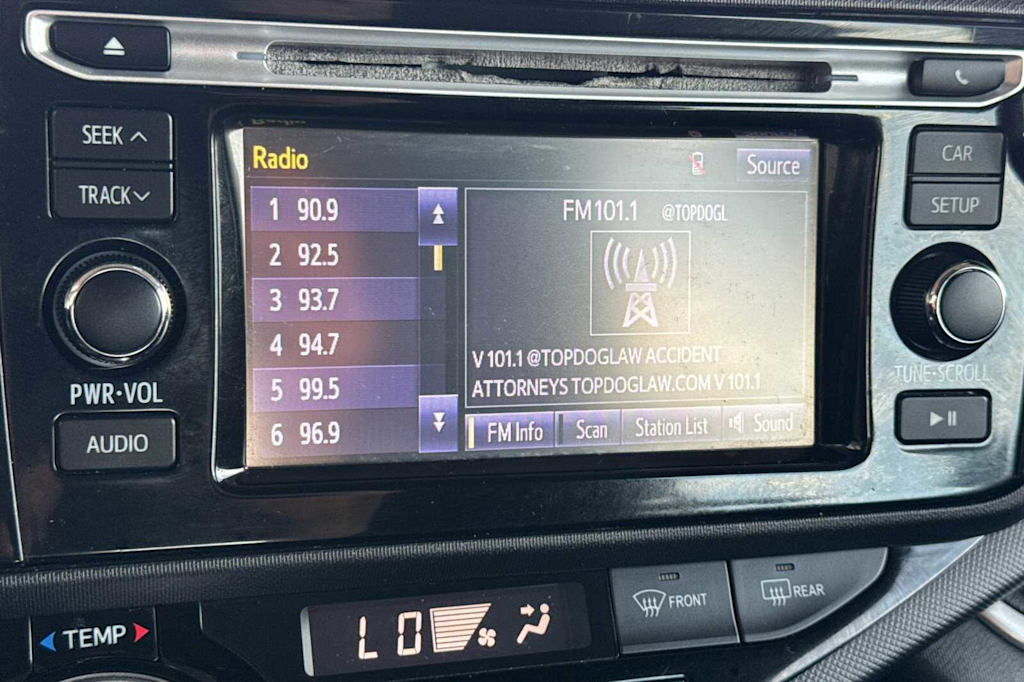 SEEK
TRACK
PWR•VOL
AUDIO
Radio
Source
1 90.9
2 92.5
3 93.7
4 94.7
5 99.5
6 96.9
FM101.1 @TOPDOGL
V 101.1 @TOPDOGLAW ACCIDENT
ATTORNEYS TOPDOGLAW.COM V 101.1
FM Info
Scan
Station List
Sound
CAR
SETUP
TUNE•SCROLL
TEMP
LO
FRONT
REAR